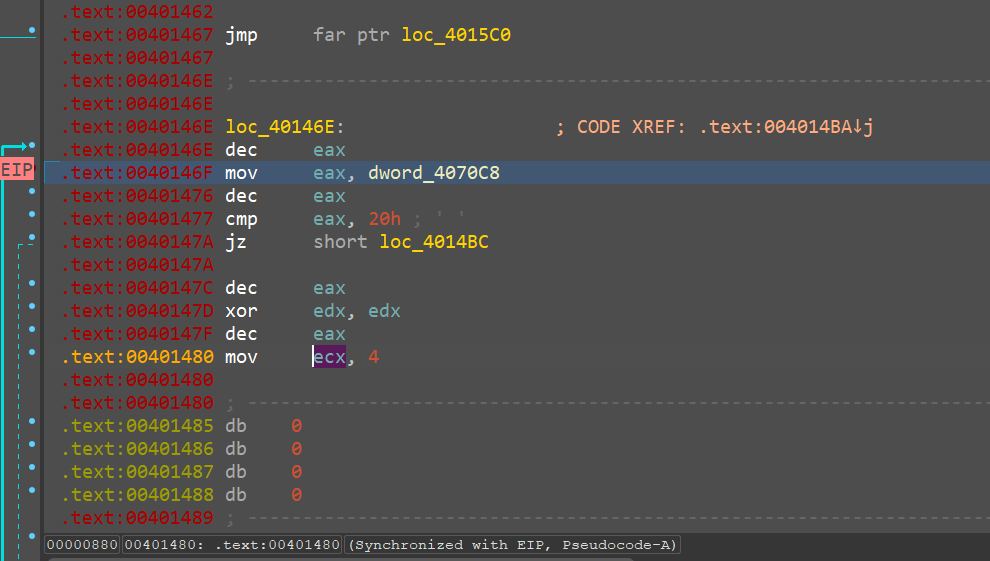 .text:00401462
.text:00401467 jmp far ptr loc_4015C0
.text:00401467
.text:0040146E ; ---------------------------------------------------------------------------
.text:0040146E
.text:0040146E loc_40146E: ; CODE XREF: .text:004014BA↓j
.text:0040146E dec eax
EIP .text:0040146F mov eax, dword_4070C8
.text:00401476 dec eax
.text:00401477 cmp eax, 20h ; ' '
.text:0040147A jz short loc_4014BC
.text:0040147A
.text:0040147C dec eax
.text:0040147D xor edx, edx
.text:0040147F dec eax
.text:00401480 mov ecx, 4
.text:00401480
.text:00401480 ; ---------------------------------------------------------------------------
.text:00401485 db 0
.text:00401486 db 0
.text:00401487 db 0
.text:00401488 db 0
.text:00401489 ; ---------------------------------------------------------------------------
00000880 00401480: .text:00401480 (Synchronized with EIP, Pseudocode-A)